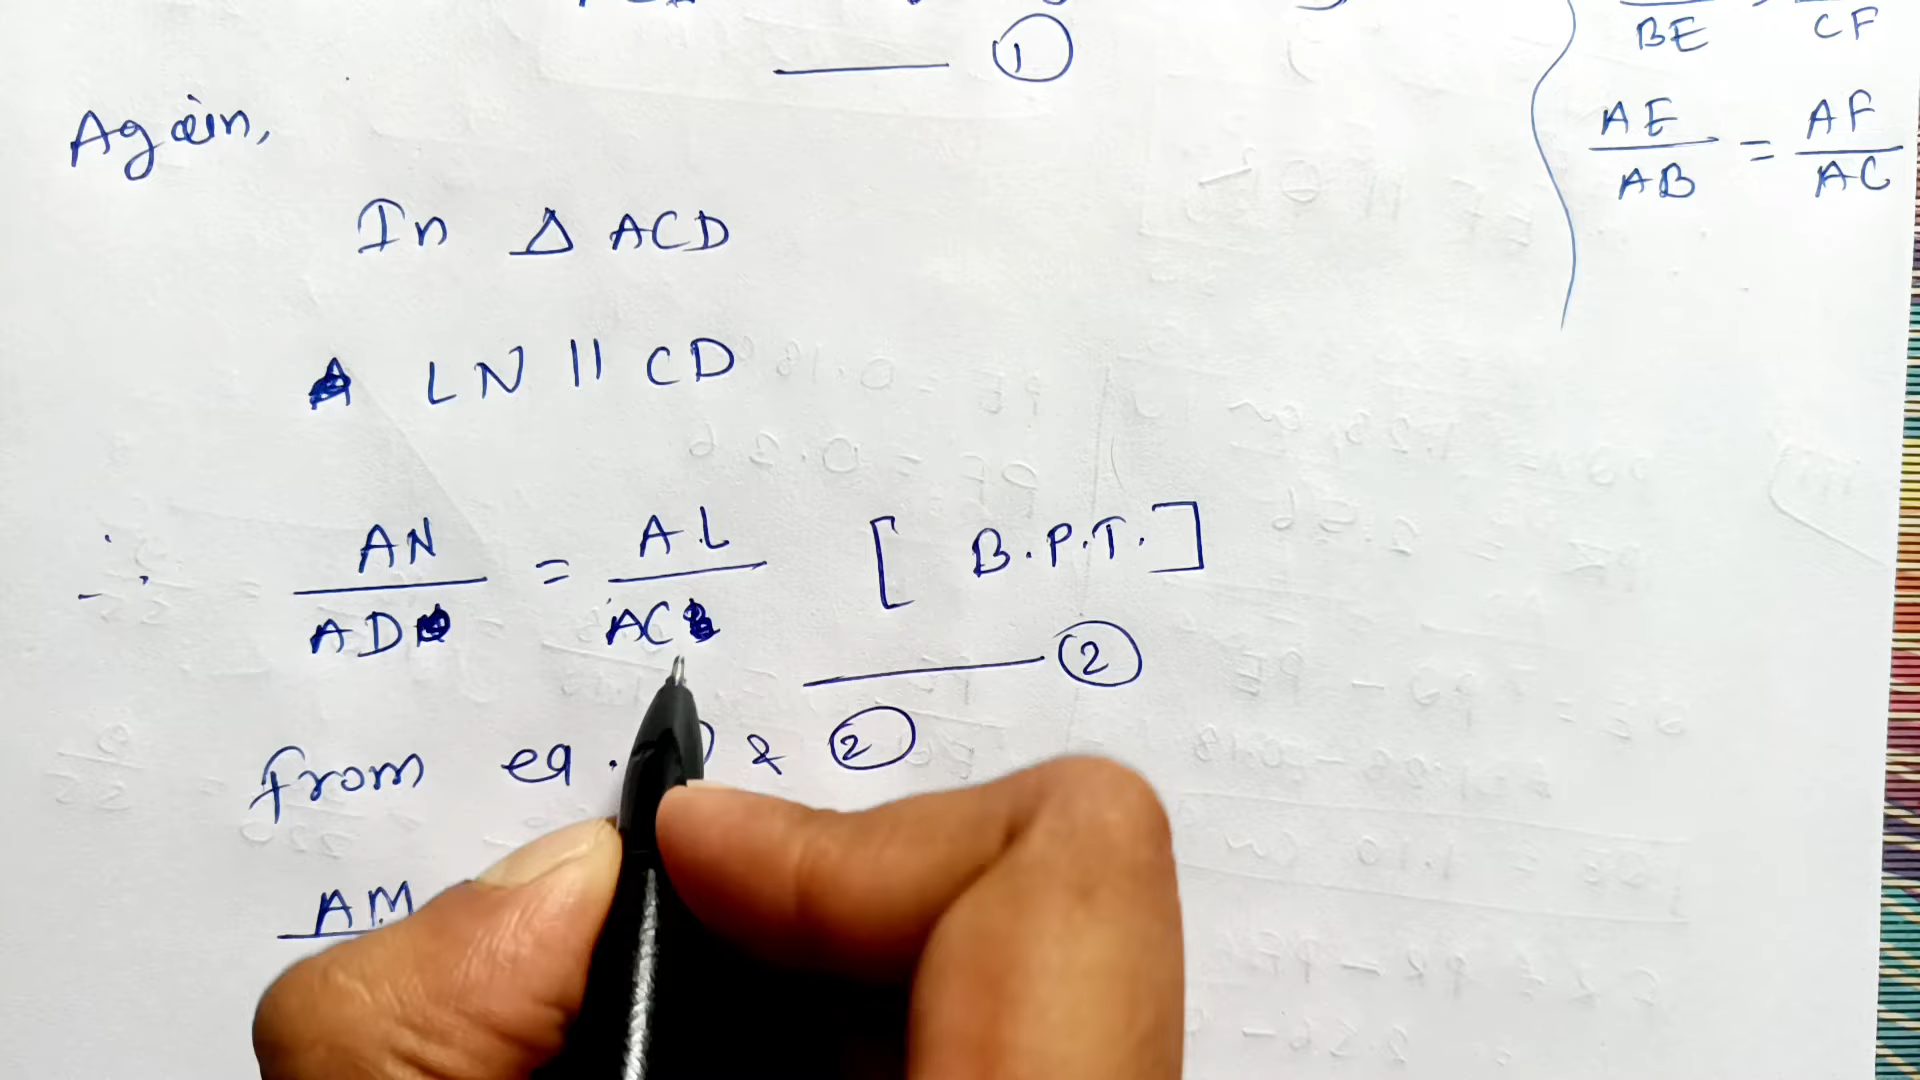 ①
BE CF
AE/AB = AF/AC
Again,
In Δ ACD
LN || CD
∴ AN/AD = AL/AC [B.P.T.]
②
from eq. & ②
AM